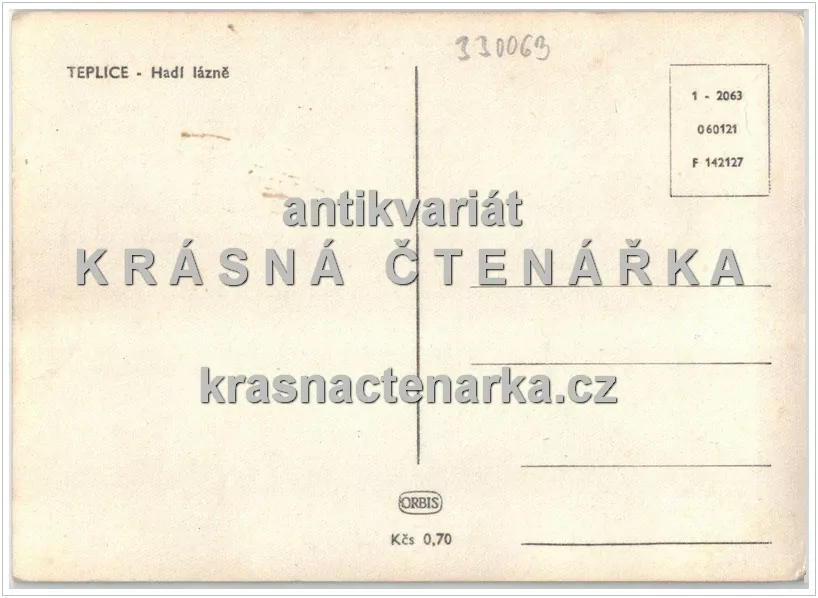 330063
TEPLICE - Hadí lázně
1 - 2063
060121
F 142127
antikvariát
KRÁSNÁ ČTENÁŘKA
krasnactenarka.cz
ORBIS
Kčs 0,70